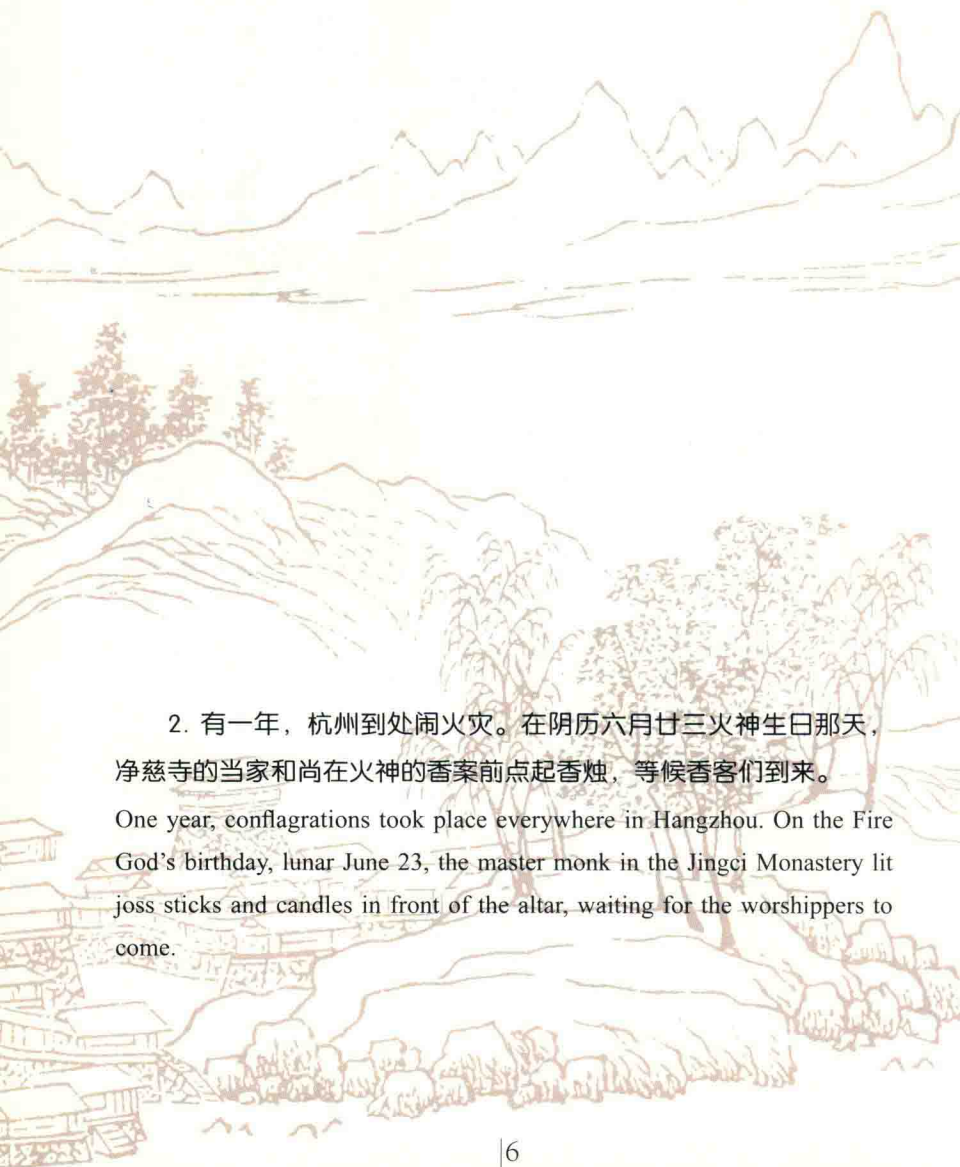 2. 有一年，杭州到处闹火灾。在阴历六月廿三火神生日那天，
净慈寺的当家和尚在火神的香案前点起香烛，等候香客们到来。
One year, conflagrations took place everywhere in Hangzhou. On the Fire
God's birthday, lunar June 23, the master monk in the Jingci Monastery lit
joss sticks and candles in front of the altar, waiting for the worshippers to
come.
|6